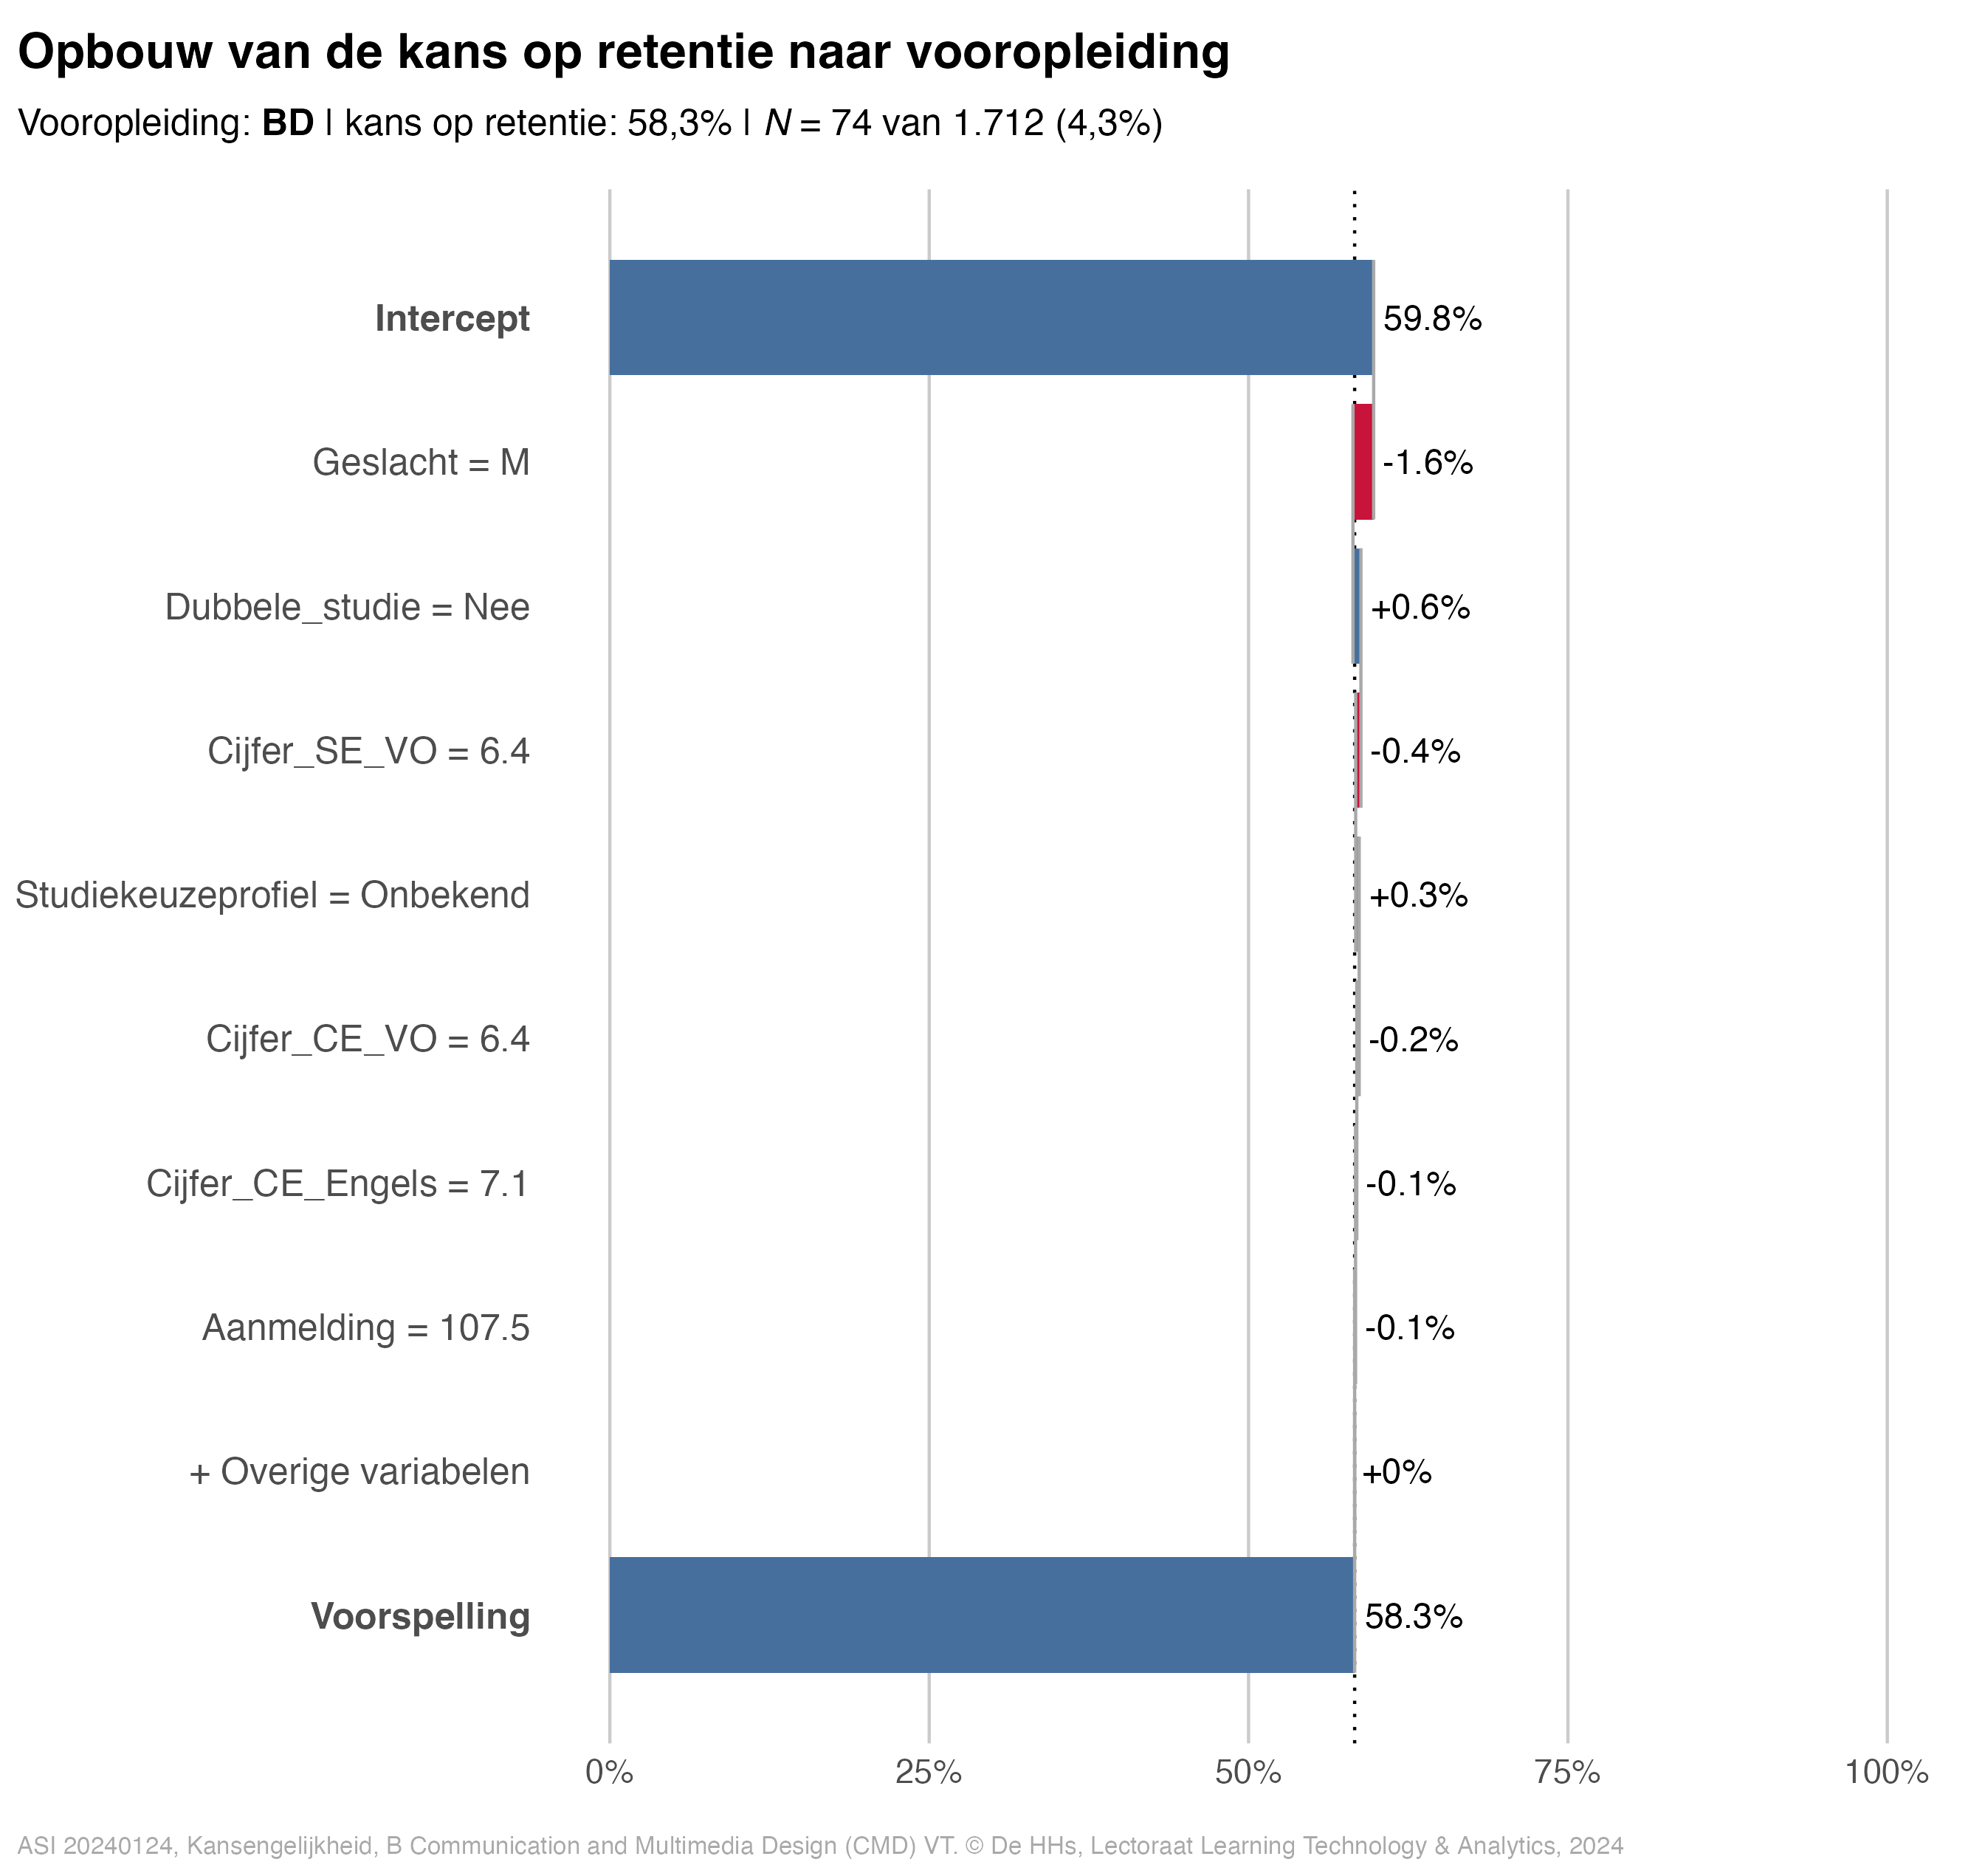 Opbouw van de kans op retentie naar vooropleiding
Vooropleiding: BD | kans op retentie: 58,3% | N = 74 van 1.712 (4,3%)
Intercept 59.8%
Geslacht = M -1.6%
Dubbele_studie = Nee +0.6%
Cijfer_SE_VO = 6.4 -0.4%
Studiekeuzeprofiel = Onbekend +0.3%
Cijfer_CE_VO = 6.4 -0.2%
Cijfer_CE_Engels = 7.1 -0.1%
Aanmelding = 107.5 -0.1%
+ Overige variabelen +0%
Voorspelling 58.3%
0% 25% 50% 75% 100%
ASI 20240124, Kansengelijkheid, B Communication and Multimedia Design (CMD) VT. © De HHs, Lectoraat Learning Technology & Analytics, 2024